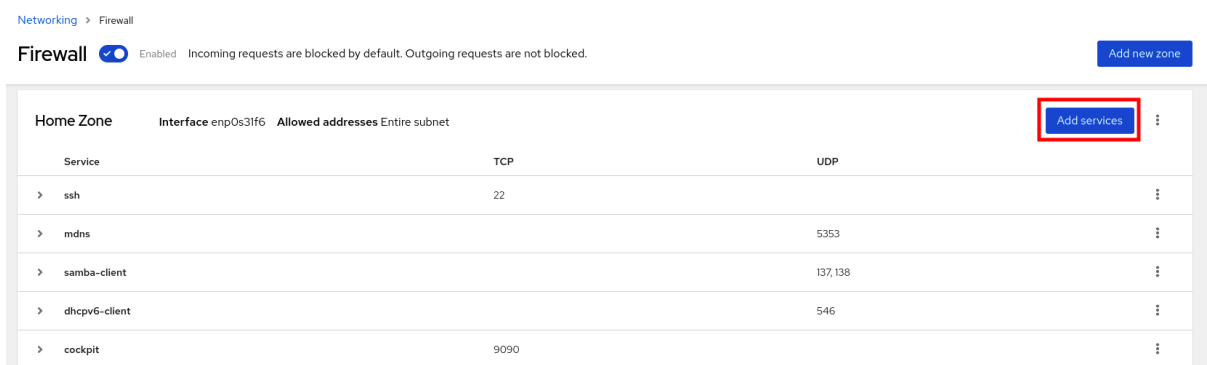 Networking > Firewall
Firewall Enabled Incoming requests are blocked by default. Outgoing requests are not blocked. Add new zone
Home Zone Interface enp0s31f6 Allowed addresses Entire subnet Add services
Service TCP UDP
ssh 22
mdns 5353
samba-client 137, 138
dhcpv6-client 546
cockpit 9090